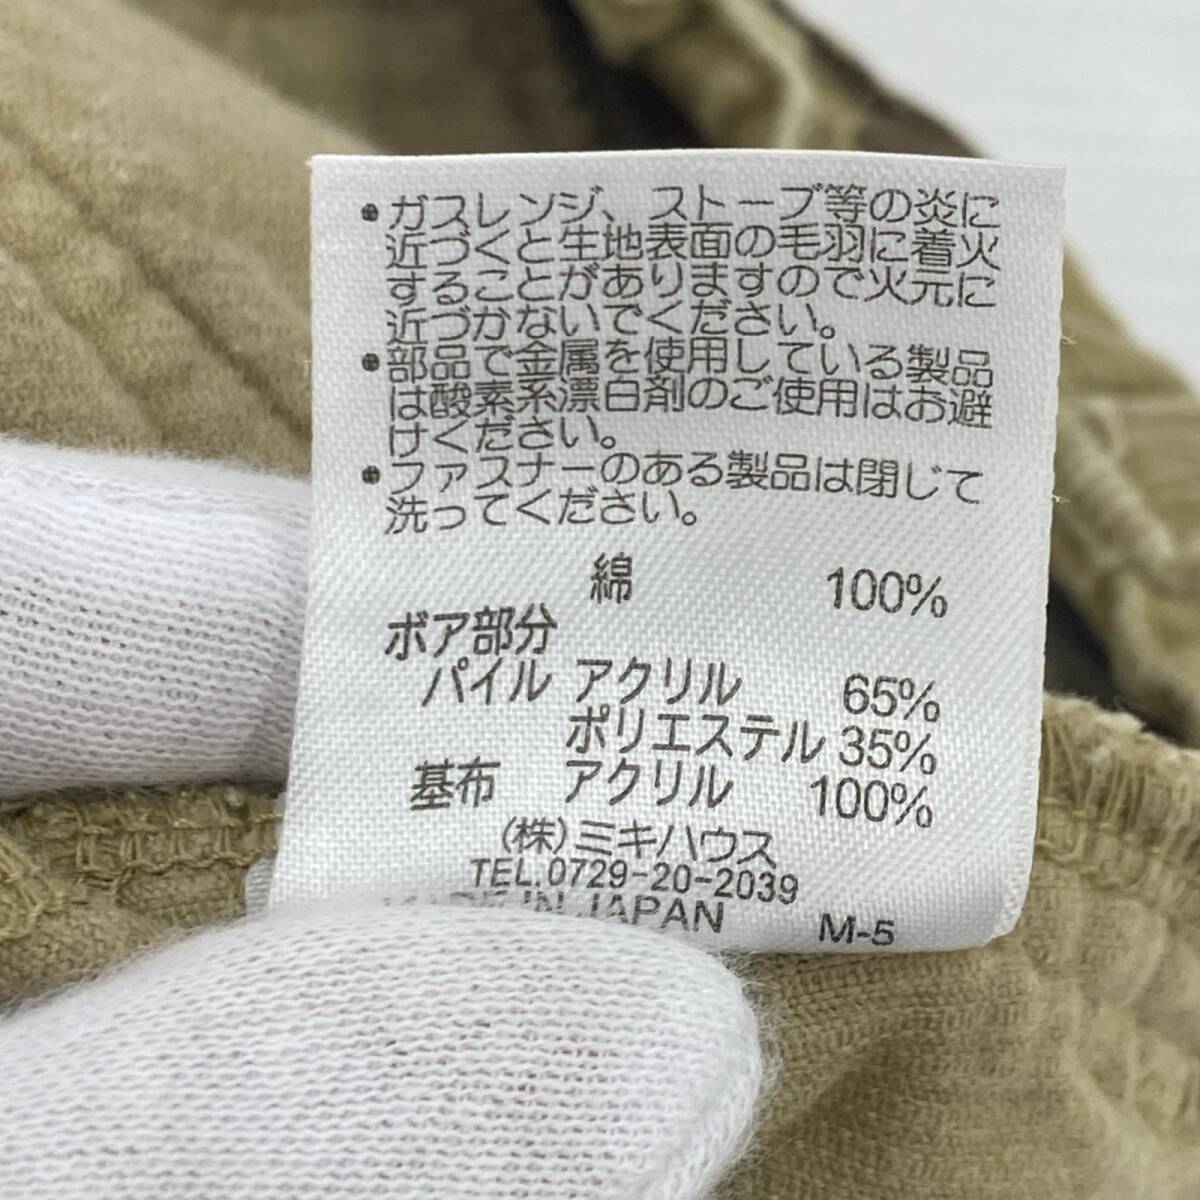 ・ガスレンジ、ストーブ等の炎に
近づくと生地表面の毛羽に着火
することがありますので火元に
近づかないでください。
・部品で金属を使用している製品
は酸素系漂白剤のご使用はお避
けください。
・ファスナーのある製品は閉じて
洗ってください。
綿 100%
ボア部分
パイル アクリル 65%
ポリエステル 35%
基布 アクリル 100%
(株)ミキハウス
TEL.0729-20-2039
MADE IN JAPAN M-5